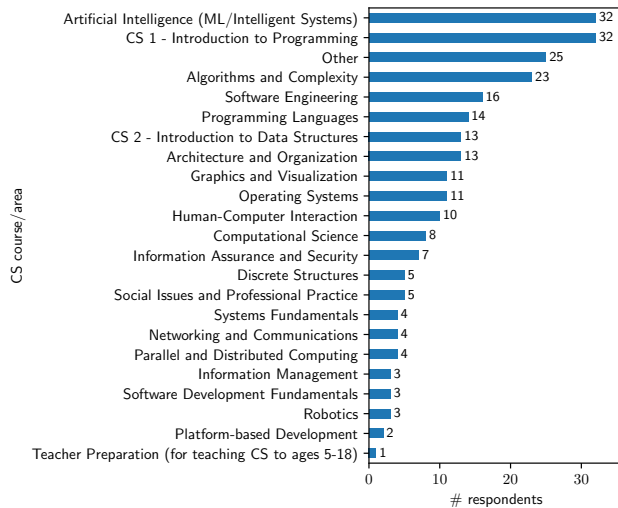 Artificial Intelligence (ML/Intelligent Systems) 32
CS 1 - Introduction to Programming 32
Other 25
Algorithms and Complexity 23
Software Engineering 16
Programming Languages 14
CS 2 - Introduction to Data Structures 13
Architecture and Organization 13
Graphics and Visualization 11
Operating Systems 11
Human-Computer Interaction 10
Computational Science 8
Information Assurance and Security 7
Discrete Structures 5
Social Issues and Professional Practice 5
Systems Fundamentals 4
Networking and Communications 4
Parallel and Distributed Computing 4
Information Management 3
Software Development Fundamentals 3
Robotics 3
Platform-based Development 2
Teacher Preparation (for teaching CS to ages 5-18) 1
CS course/area
0 10 20 30
# respondents